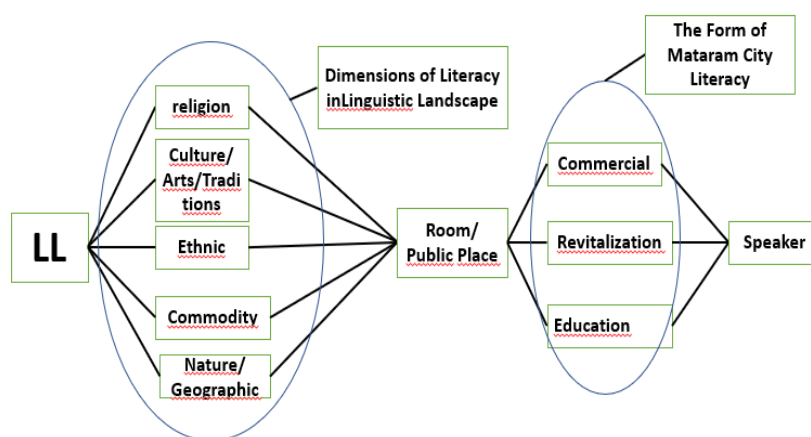 The Form of
Mataram City
Literacy
Dimensions of Literacy
inLinguistic Landscape
religion
Culture/
Arts/Tradi
tions
Commercial
LL
Ethnic
Room/
Public Place
Revitalization
Speaker
Commodity
Education
Nature/
Geographic